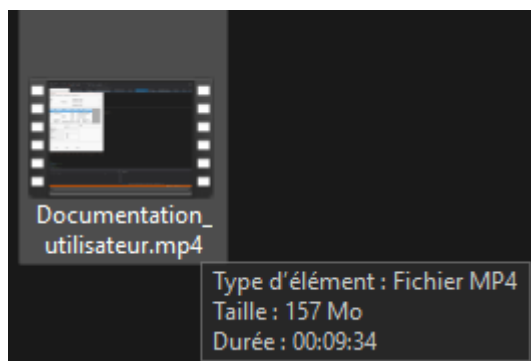 Documentation_
utilisateur.mp4
Type d'élément : Fichier MP4
Taille : 157 Mo
Durée : 00:09:34